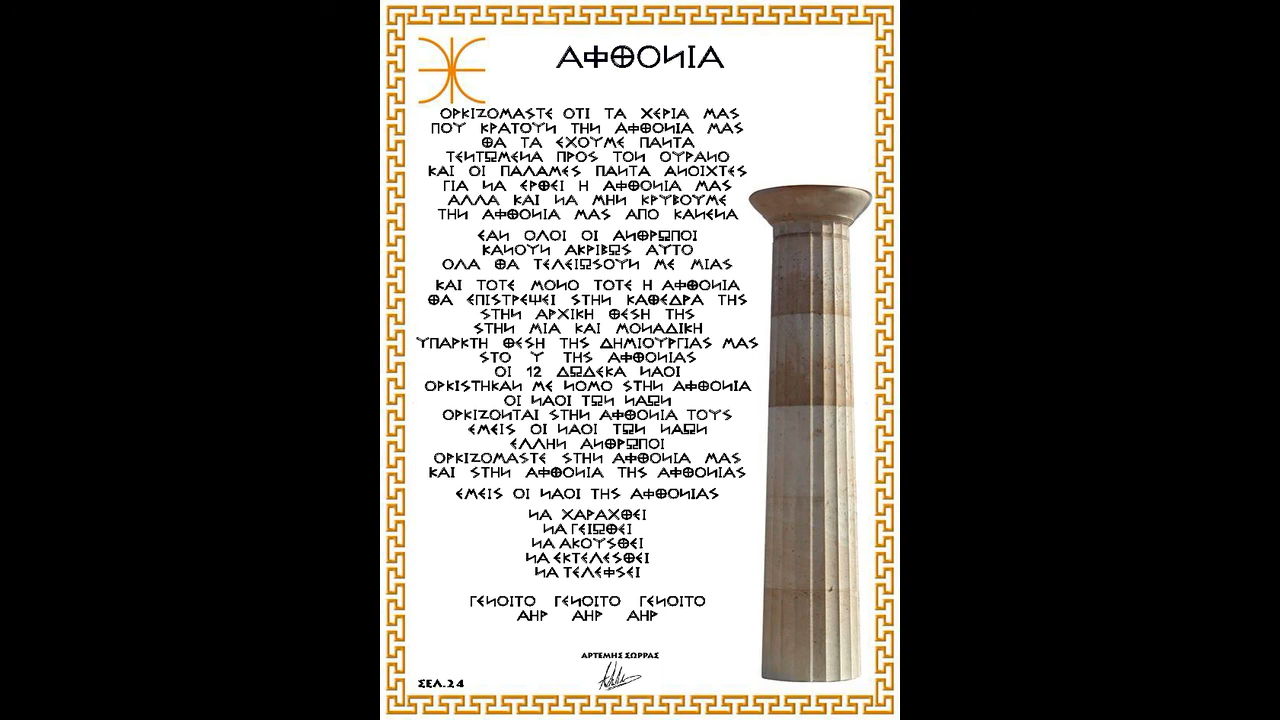 ΑΦΘΟΝΙΑ
ΟΡΚΙΖΟΜΑΣΤΕ ΟΤΙ ΤΑ ΧΕΡΙΑ ΜΑΣ
ΠΟΥ ΚΡΑΤΟΥΝ ΤΗΝ ΑΦΘΟΝΙΑ ΜΑΣ
ΘΑ ΤΑ ΕΧΟΥΜΕ ΠΑΝΤΑ
ΤΕΝΤΩΜΕΝΑ ΠΡΟΣ ΤΟΝ ΟΥΡΑΝΟ
ΚΑΙ ΟΙ ΠΑΛΑΜΕΣ ΠΑΝΤΑ ΑΝΟΙΧΤΕΣ
ΓΙΑ ΝΑ ΕΡΘΕΙ Η ΑΦΘΟΝΙΑ ΜΑΣ
ΑΛΛΑ ΚΑΙ ΝΑ ΜΗΝ ΚΡΥΒΟΥΜΕ
ΤΗΝ ΑΦΘΟΝΙΑ ΜΑΣ ΑΠΟ ΚΑΝΕΝΑ
ΕΑΝ ΟΛΟΙ ΟΙ ΑΝΘΡΩΠΟΙ
ΚΑΝΟΥΝ ΑΚΡΙΒΩΣ ΑΥΤΟ
ΟΛΑ ΘΑ ΤΕΛΕΙΩΣΟΥΝ ΜΕ ΜΙΑΣ
ΚΑΙ ΤΟΤΕ ΜΟΝΟ ΤΟΤΕ Η ΑΦΘΟΝΙΑ
ΘΑ ΕΠΙΣΤΡΕΨΕΙ ΣΤΗΝ ΚΑΘΕΔΡΑ ΤΗΣ
ΣΤΗΝ ΑΡΧΙΚΗ ΘΕΣΗ ΤΗΣ
ΣΤΗΝ ΜΙΑ ΚΑΙ ΜΟΝΑΔΙΚΗ
ΥΠΑΡΚΤΗ ΘΕΣΗ ΤΗΣ ΔΗΜΙΟΥΡΓΙΑΣ ΜΑΣ
ΣΤΟ Υ ΤΗΣ ΑΦΘΟΝΙΑΣ
ΟΙ 12 ΔΩΔΕΚΑ ΝΑΟΙ
ΟΡΚΙΣΤΗΚΑΝ ΜΕ ΝΟΜΟ ΣΤΗΝ ΑΦΘΟΝΙΑ
ΟΙ ΝΑΟΙ ΤΩΝ ΝΑΩΝ
ΟΡΚΙΖΟΝΤΑΙ ΣΤΗΝ ΑΦΘΟΝΙΑ ΤΟΥΣ
ΕΜΕΙΣ ΟΙ ΝΑΟΙ ΤΩΝ ΝΑΩΝ
ΕΛΛΗΝ ΑΝΘΡΩΠΟΙ
ΟΡΚΙΖΟΜΑΣΤΕ ΣΤΗΝ ΑΦΘΟΝΙΑ ΜΑΣ
ΚΑΙ ΣΤΗΝ ΑΦΘΟΝΙΑ ΤΗΣ ΑΦΘΟΝΙΑΣ
ΕΜΕΙΣ ΟΙ ΝΑΟΙ ΤΗΣ ΑΦΘΟΝΙΑΣ
ΝΑ ΧΑΡΑΧΘΕΙ
ΝΑ ΓΕΙΩΘΕΙ
ΝΑ ΑΚΟΥΣΘΕΙ
ΝΑ ΕΚΤΕΛΕΣΘΕΙ
ΝΑ ΤΕΛΕΦΣΕΙ
ΓΕΝΟΙΤΟ ΓΕΝΟΙΤΟ ΓΕΝΟΙΤΟ
ΑΗΡ ΑΗΡ ΑΗΡ
ΑΡΤΕΜΗΣ ΣΩΡΡΑΣ
ΣΕΛ.24